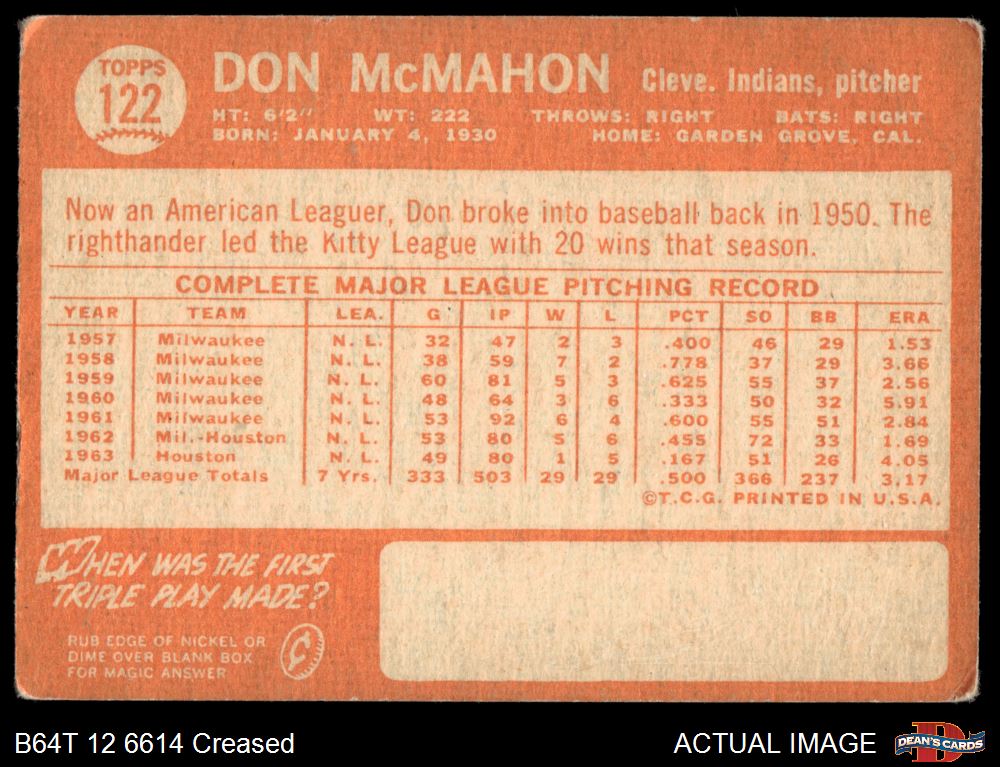 TOPPS
122
DON McMAHON Cleve. Indians, pitcher
HT: 6'2" WT: 222 THROWS: RIGHT BATS: RIGHT
BORN: JANUARY 4, 1930 HOME: GARDEN GROVE, CAL.
Now an American Leaguer, Don broke into baseball back in 1950. The
righthander led the Kitty League with 20 wins that season.
COMPLETE MAJOR LEAGUE PITCHING RECORD
YEAR TEAM LEA. G IP W L PCT SO BB ERA
1957 Milwaukee N. L. 32 47 2 3 .400 46 29 1.53
1958 Milwaukee N. L. 38 59 7 2 .778 37 29 3.66
1959 Milwaukee N. L. 60 81 5 3 .625 55 37 2.56
1960 Milwaukee N. L. 48 64 3 6 .333 50 32 5.91
1961 Milwaukee N. L. 53 92 6 4 .600 55 51 2.84
1962 Mil.-Houston N. L. 53 80 5 6 .455 72 33 1.69
1963 Houston N. L. 49 80 1 5 .167 51 26 4.05
Major League Totals 7 Yrs. 333 503 29 29 .500 366 237 3.17
©T.C.G. PRINTED IN U.S.A.
WHEN WAS THE FIRST
TRIPLE PLAY MADE?
RUB EDGE OF NICKEL OR
DIME OVER BLANK BOX
FOR MAGIC ANSWER
¢
B64T 12 6614 Creased ACTUAL IMAGE
D
DEAN'S CARDS